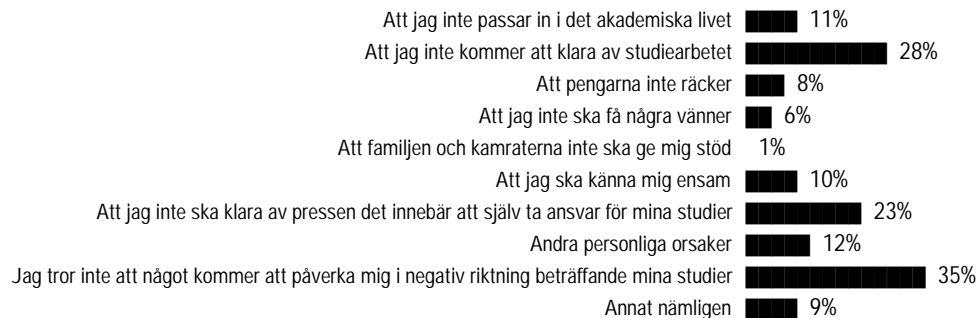 Att jag inte passar in i det akademiska livet 11%
Att jag inte kommer att klara av studiearbetet 28%
Att pengarna inte räcker 8%
Att jag inte ska få några vänner 6%
Att familjen och kamraterna inte ska ge mig stöd 1%
Att jag ska känna mig ensam 10%
Att jag inte ska klara av pressen det innebär att själv ta ansvar för mina studier 23%
Andra personliga orsaker 12%
Jag tror inte att något kommer att påverka mig i negativ riktning beträffande mina studier 35%
Annat nämligen 9%